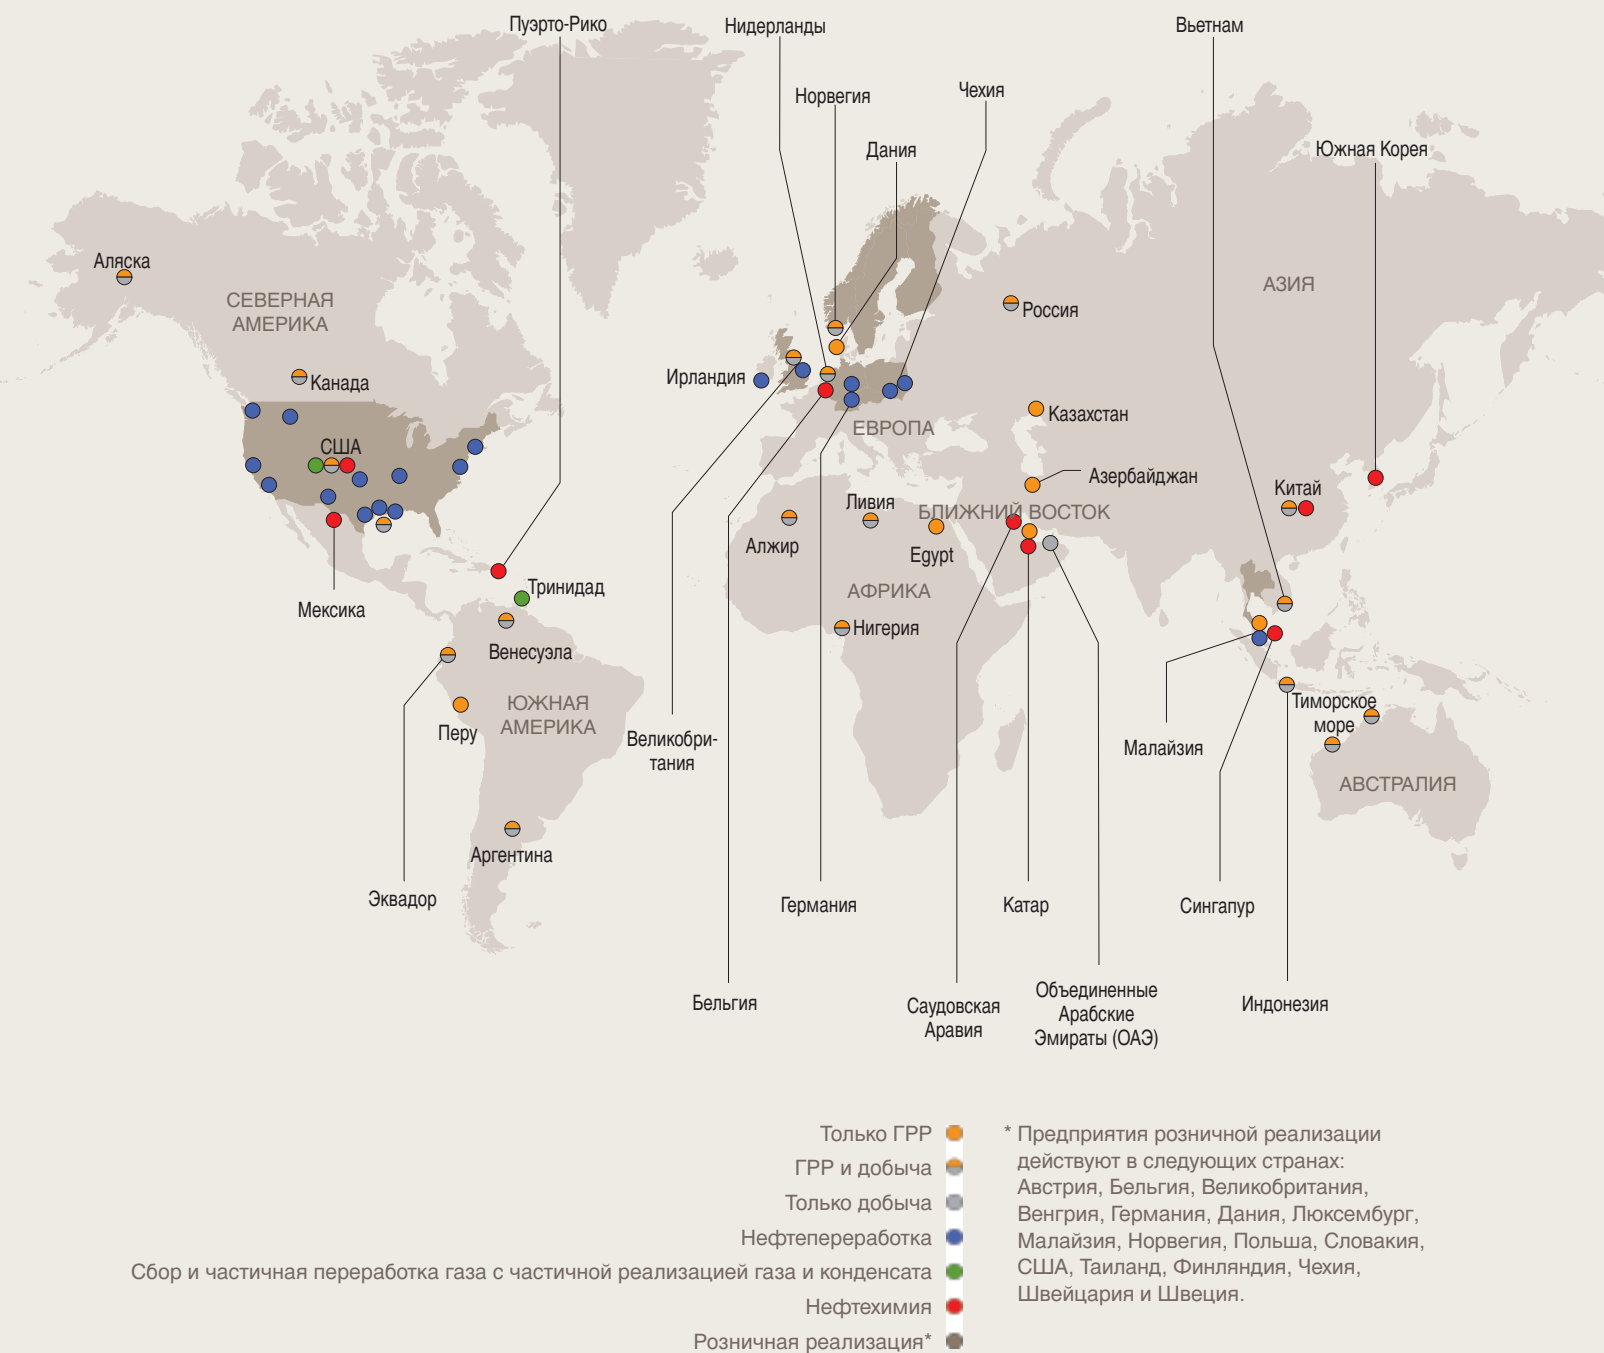 Пуэрто-Рико
Нидерланды
Вьетнам
Норвегия
Чехия
Дания
Южная Корея
Аляска
СЕВЕРНАЯ
АМЕРИКА
АЗИЯ
Россия
Ирландия
Канада
Казахстан
ЕВРОПА
США
Азербайджан
Китай
Ливия
БЛИЖНИЙ ВОСТОК
Алжир
Egypt
Тринидад
АФРИКА
Мексика
Нигерия
Венесуэла
ЮЖНАЯ
АМЕРИКА
Тиморское
море
Перу
Великобри-
тания
Малайзия
АВСТРАЛИЯ
Аргентина
Эквадор
Германия
Катар
Сингапур
Бельгия
Саудовская
Аравия
Объединенные
Арабские
Эмираты (ОАЭ)
Индонезия
Только ГРР
ГРР и добыча
Только добыча
Нефтепереработка
Сбор и частичная переработка газа с частичной реализацией газа и конденсата
Нефтехимия
Розничная реализация*
* Предприятия розничной реализации
действуют в следующих странах:
Австрия, Бельгия, Великобритания,
Венгрия, Германия, Дания, Люксембург,
Малайзия, Норвегия, Польша, Словакия,
США, Таиланд, Финляндия, Чехия,
Швейцария и Швеция.